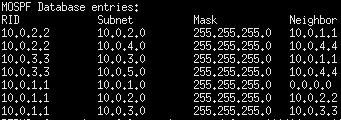 MOSPF Database entries:
RID Subnet Mask Neighbor
10.0.2.2 10.0.2.0 255.255.255.0 10.0.1.1
10.0.2.2 10.0.4.0 255.255.255.0 10.0.4.4
10.0.3.3 10.0.3.0 255.255.255.0 10.0.1.1
10.0.3.3 10.0.5.0 255.255.255.0 10.0.4.4
10.0.1.1 10.0.1.0 255.255.255.0 0.0.0.0
10.0.1.1 10.0.2.0 255.255.255.0 10.0.2.2
10.0.1.1 10.0.3.0 255.255.255.0 10.0.3.3